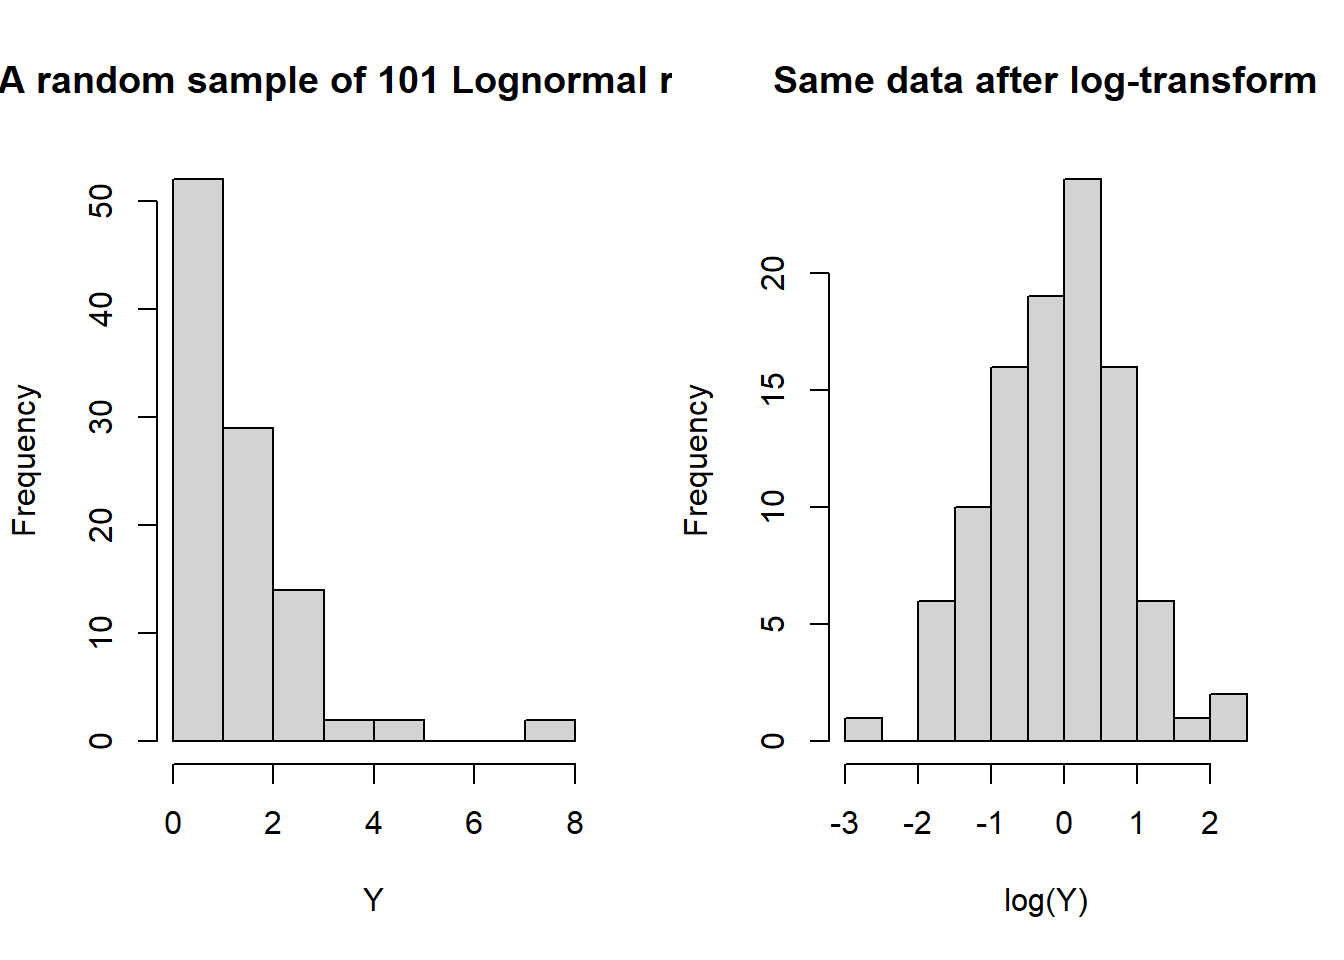 A random sample of 101 Lognormal r
Frequency
50
40
30
20
10
0
0 2 4 6 8
Y
Same data after log-transform
Frequency
20
15
10
5
0
-3 -2 -1 0 1 2
log(Y)